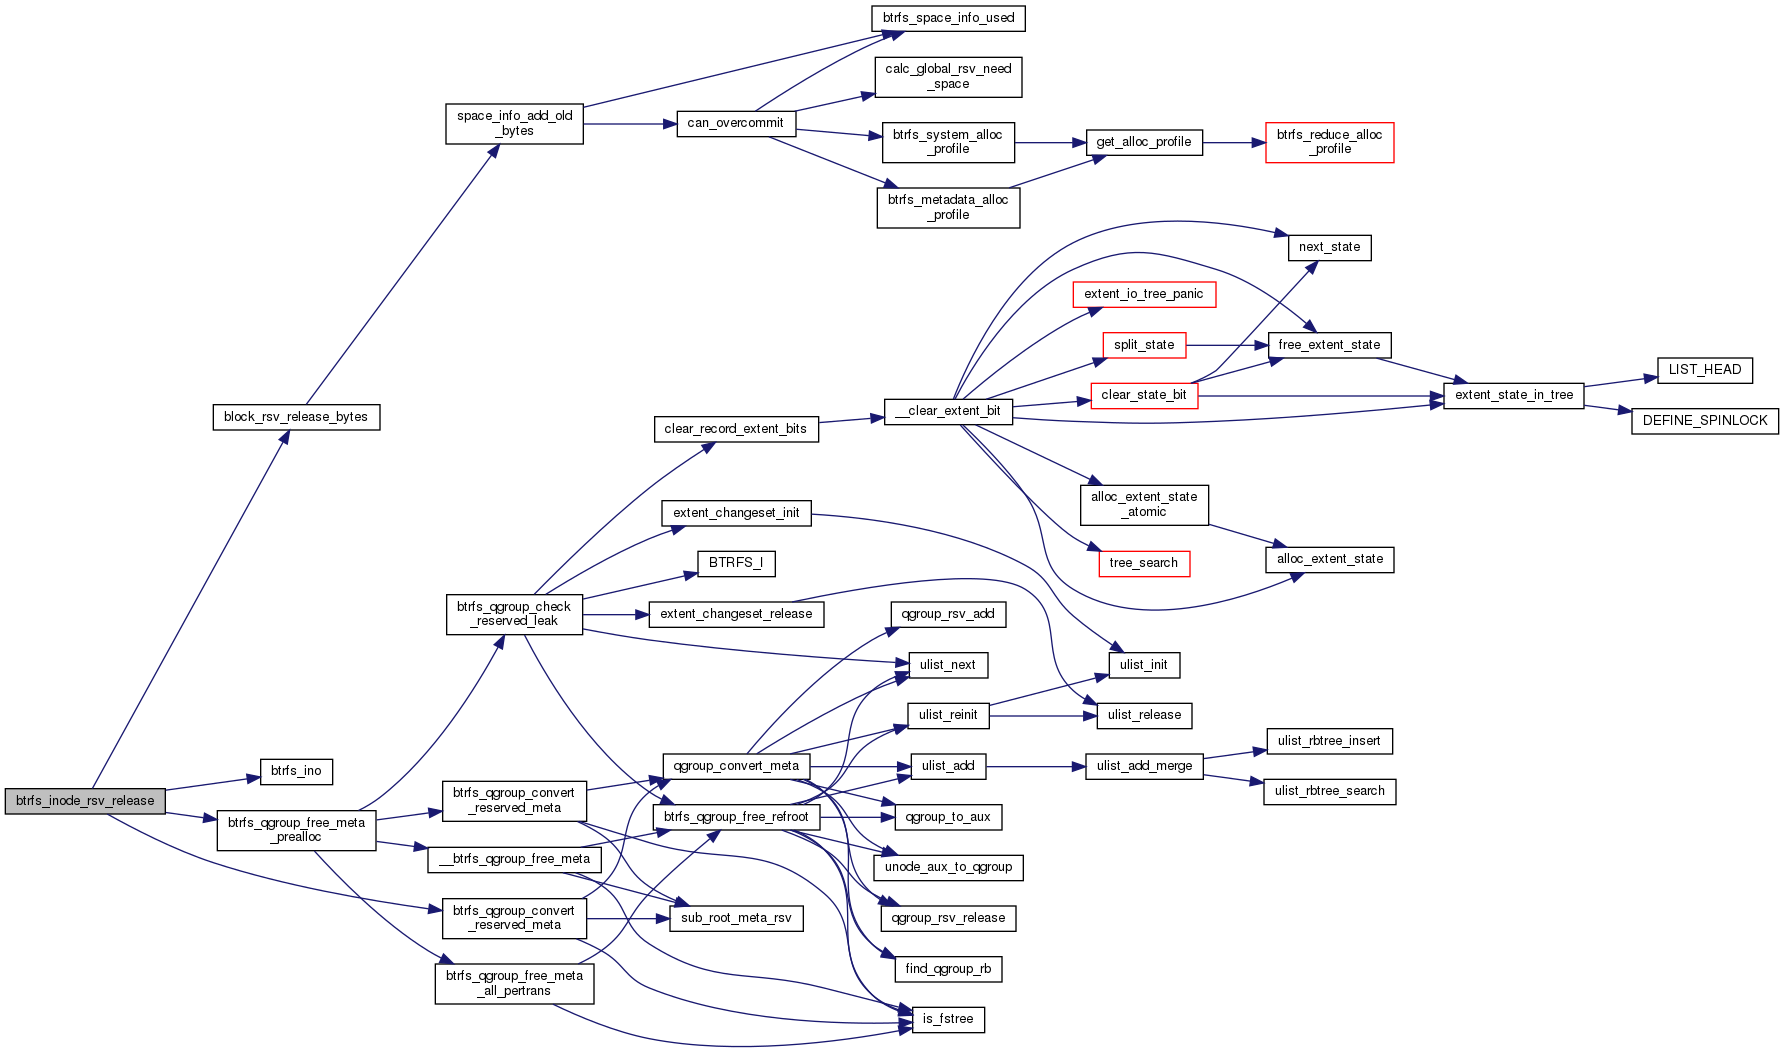 btrfs_space_info_used
calc_global_rsv_need
_space
space_info_add_old
_bytes
can_overcommit
btrfs_system_alloc
_profile
get_alloc_profile
btrfs_reduce_alloc
_profile
btrfs_metadata_alloc
_profile
next_state
extent_io_tree_panic
split_state
free_extent_state
LIST_HEAD
clear_state_bit
extent_state_in_tree
block_rsv_release_bytes
clear_record_extent_bits
__clear_extent_bit
DEFINE_SPINLOCK
alloc_extent_state
_atomic
extent_changeset_init
BTRFS_I
tree_search
alloc_extent_state
btrfs_qgroup_check
_reserved_leak
extent_changeset_release
qgroup_rsv_add
ulist_next
ulist_init
ulist_reinit
ulist_release
btrfs_ino
qgroup_convert_meta
ulist_add
ulist_add_merge
ulist_rbtree_insert
btrfs_inode_rsv_release
btrfs_qgroup_convert
_reserved_meta
ulist_rbtree_search
btrfs_qgroup_free_meta
_prealloc
btrfs_qgroup_free_refroot
qgroup_to_aux
__btrfs_qgroup_free_meta
unode_aux_to_qgroup
btrfs_qgroup_convert
_reserved_meta
sub_root_meta_rsv
qgroup_rsv_release
btrfs_qgroup_free_meta
_all_pertrans
find_qgroup_rb
is_fstree